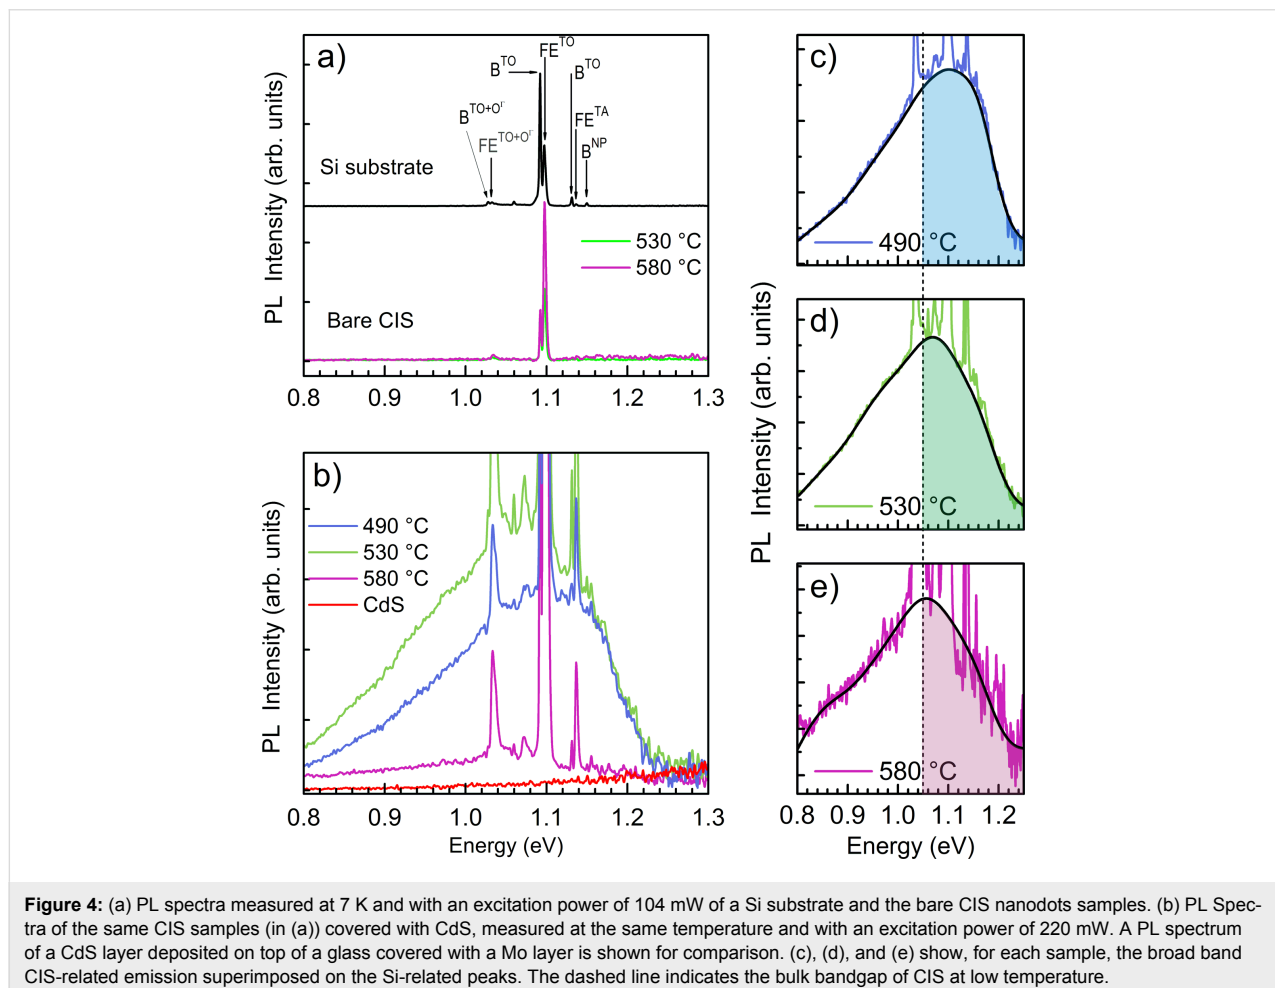 a)
PL Intensity (arb. units)
FE^TO
B^TO
B^TO
B^TO+O^Γ
FE^TA
FE^TO+O^Γ
B^NP
Si substrate
530 °C
580 °C
Bare CIS
0.8 0.9 1.0 1.1 1.2 1.3
b)
PL Intensity (arb. units)
490 °C
530 °C
580 °C
CdS
0.8 0.9 1.0 1.1 1.2 1.3
Energy (eV)
c)
490 °C
d)
PL Intensity (arb. units)
530 °C
e)
580 °C
0.8 0.9 1.0 1.1 1.2
Energy (eV)
Figure 4: (a) PL spectra measured at 7 K and with an excitation power of 104 mW of a Si substrate and the bare CIS nanodots samples. (b) PL Spec-
tra of the same CIS samples (in (a)) covered with CdS, measured at the same temperature and with an excitation power of 220 mW. A PL spectrum
of a CdS layer deposited on top of a glass covered with a Mo layer is shown for comparison. (c), (d), and (e) show, for each sample, the broad band
CIS-related emission superimposed on the Si-related peaks. The dashed line indicates the bulk bandgap of CIS at low temperature.